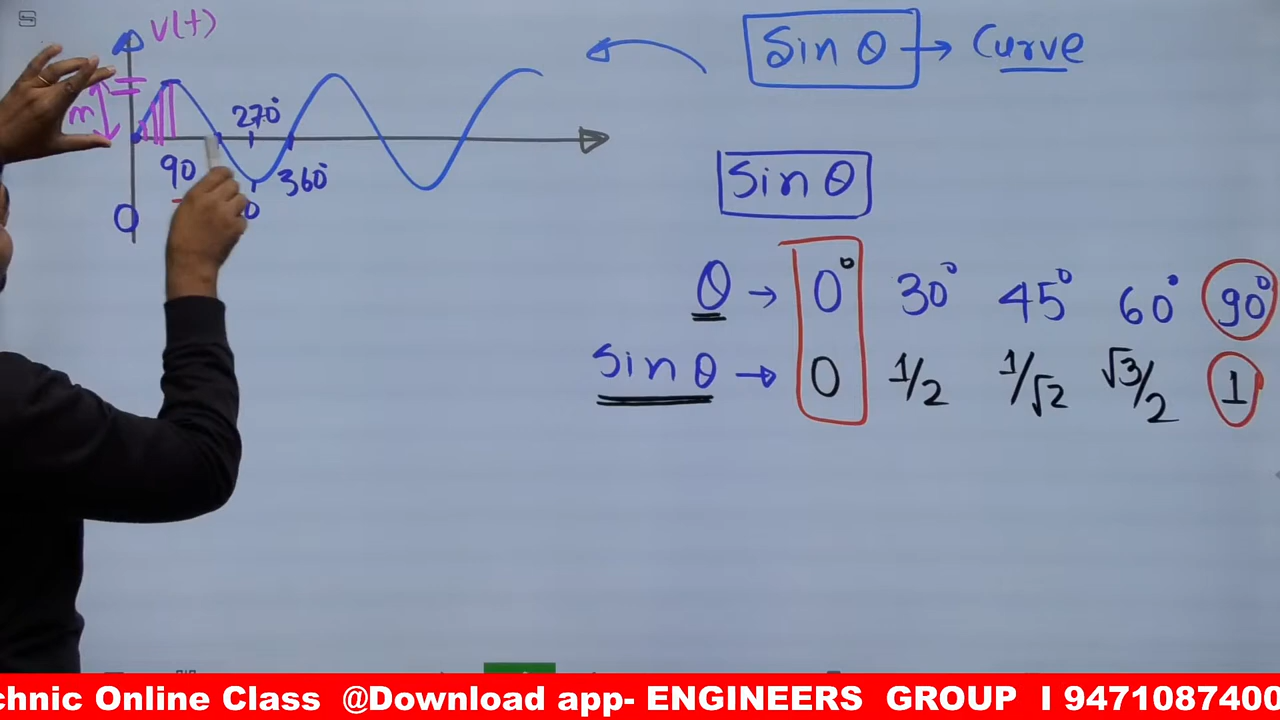 v(t)
m
270°
90
360°
0
0
Sin θ → Curve
Sin θ
θ → 0° 30° 45° 60° 90°
Sin θ → 0 1/2 1/√2 √3/2 1
chnic Online Class @Download app- ENGINEERS GROUP I 9471087400